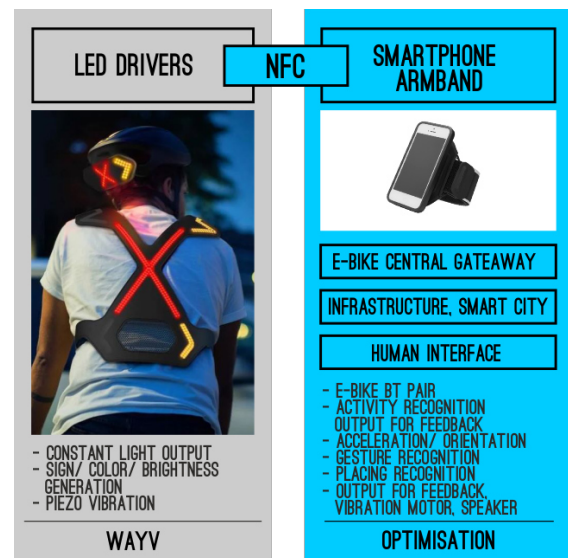 LED DRIVERS
NFC
SMARTPHONE
ARMBAND
E-BIKE CENTRAL GATEAWAY
INFRASTRUCTURE, SMART CITY
HUMAN INTERFACE
- CONSTANT LIGHT OUTPUT
- SIGN/ COLOR/ BRIGHTNESS
GENERATION
- PIEZO VIBRATION
WAYV
- E-BIKE BT PAIR
- ACTIVITY RECOGNITION
OUTPUT FOR FEEDBACK
- ACCELERATION/ ORIENTATION
- GESTURE RECOGNITION
- PLACING RECOGNITION
- OUTPUT FOR FEEDBACK,
VIBRATION MOTOR, SPEAKER
OPTIMISATION